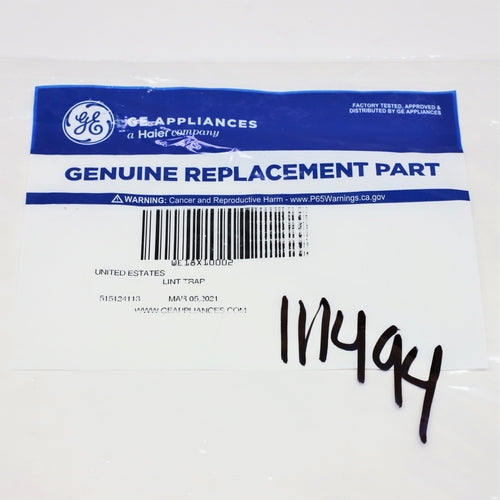 GE
GE APPLIANCES
a Haier company
FACTORY TESTED, APPROVED &
DISTRIBUTED BY GE APPLIANCES
GENUINE REPLACEMENT PART
WARNING: Cancer and Reproductive Harm - www.P65Warnings.ca.gov
WE18X10002
UNITED ESTATES
LINT TRAP
515124113 MAR 05,2021
WWW.GEAPPLIANCES.COM